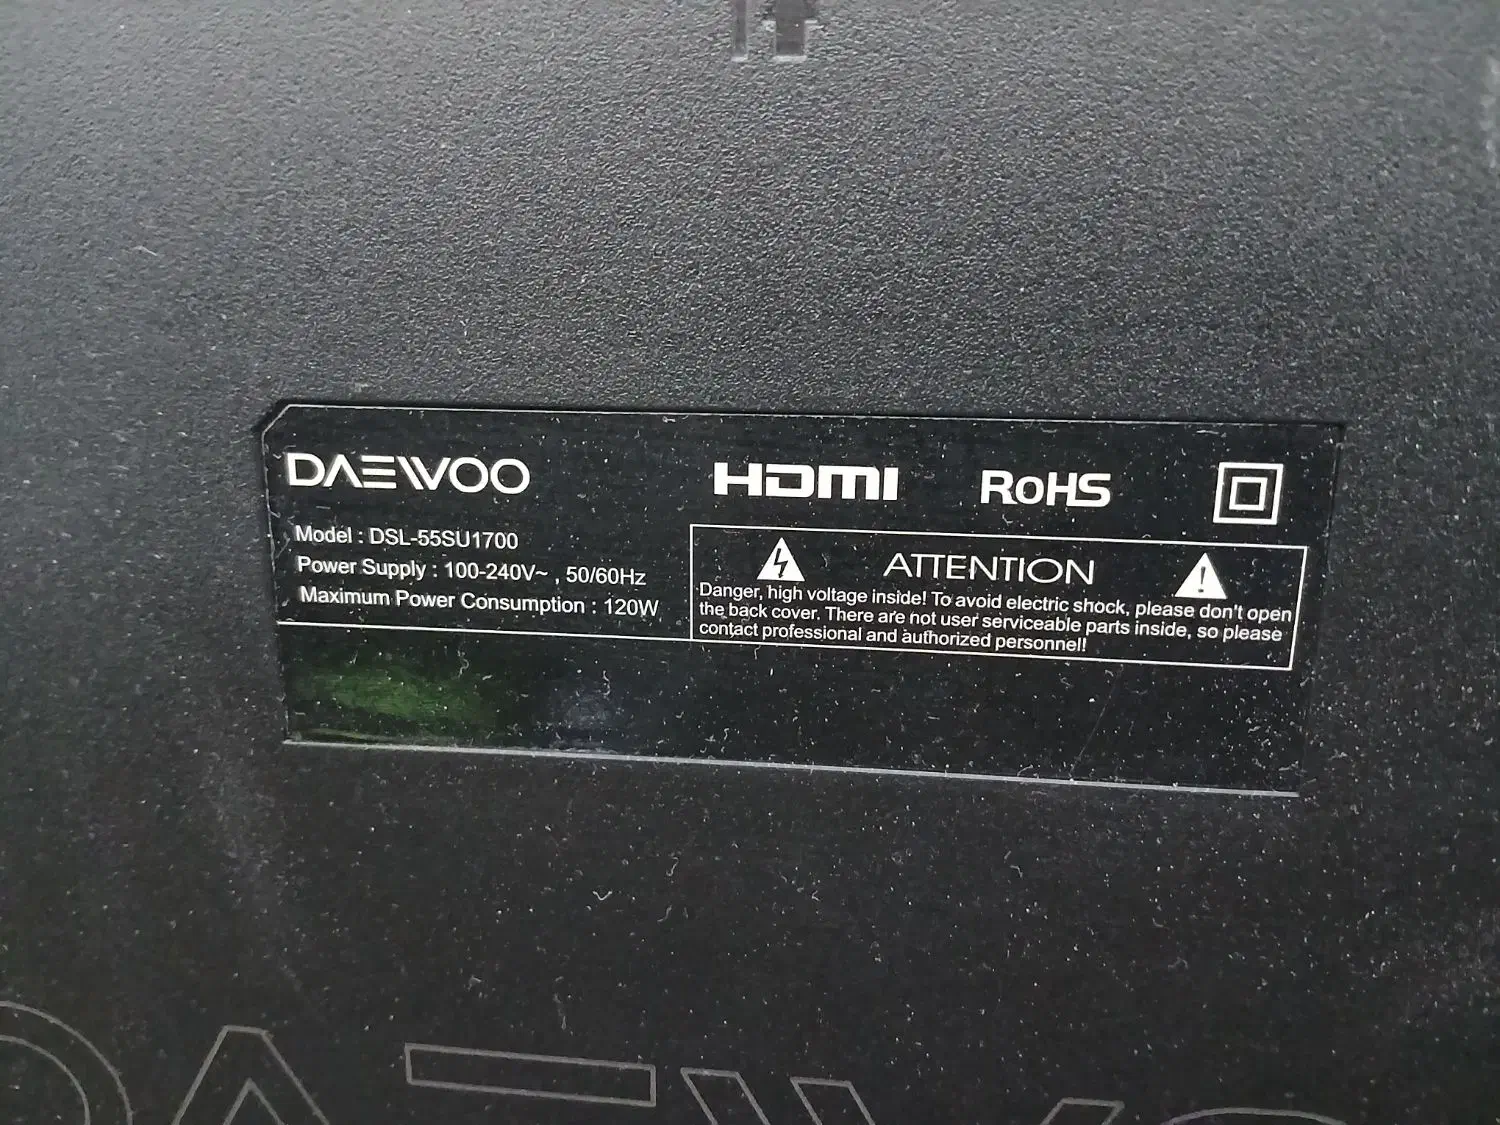 DAEWOO
HDMI RoHS
Model : DSL-55SU1700
Power Supply : 100-240V~ , 50/60Hz
Maximum Power Consumption : 120W
ATTENTION
Danger, high voltage inside! To avoid electric shock, please don't open
the back cover. There are not user serviceable parts inside, so please
contact professional and authorized personnel!
DAEWO